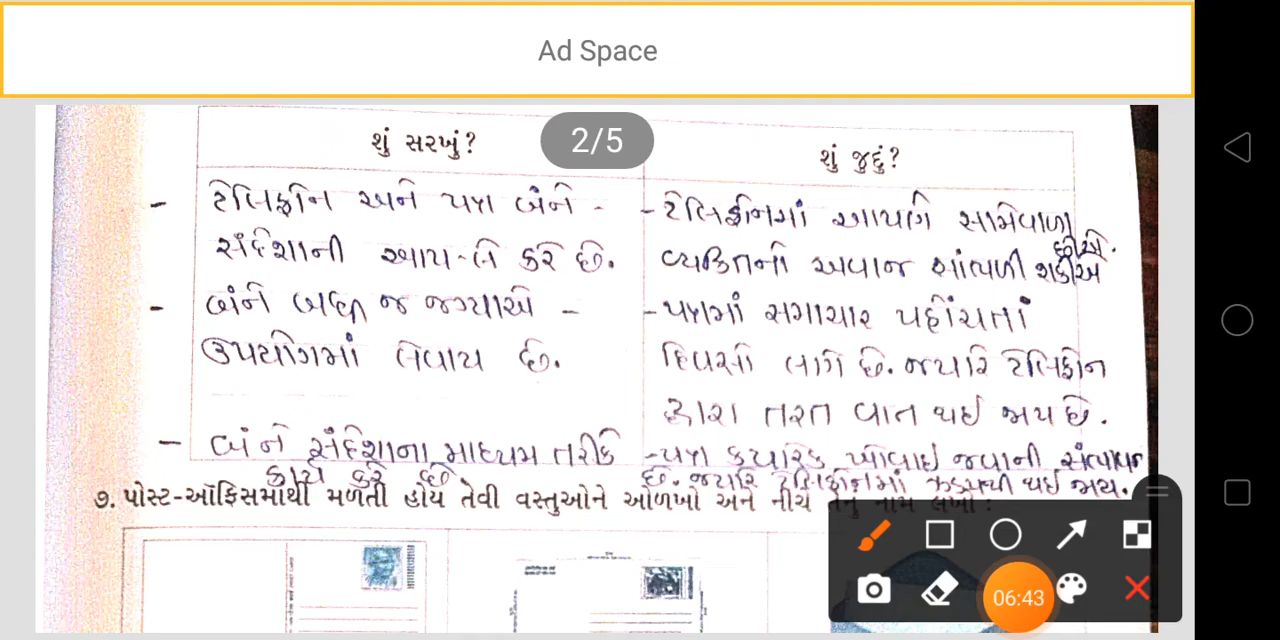 Ad Space
2/5
શું સરખું?
શું જુદું?
- ટેલિફોન અને પત્ર બંને -
સંદેશાની આપ-લે કરે છે.
- બંને બધી જ જગ્યાએ -
ઉપયોગમાં લેવાય છે.
- બંને સંદેશાના માધ્યમ તરીકે
કાર્ય કરે છે
- ટેલિફોનમાં આપણે સામેવાળા
વ્યક્તિનો અવાજ સાંભળી શકીએ
છીએ.
- પત્રમાં સમાચાર પહોંચતાં
દિવસો લાગે છે. જ્યારે ટેલિફોન
દ્વારા તરત વાત થઈ જાય છે.
- પત્ર ક્યારેક ખોવાઇ જવાની સંભાવના
છે. જ્યારે ટેલિફોનમાં ઝડપથી થઈ જાય.
૭. પોસ્ટ-ઑફિસમાંથી મળતી હોય તેવી વસ્તુઓને ઓળખો અને નીચે તેનું નામ લખો :
06:43